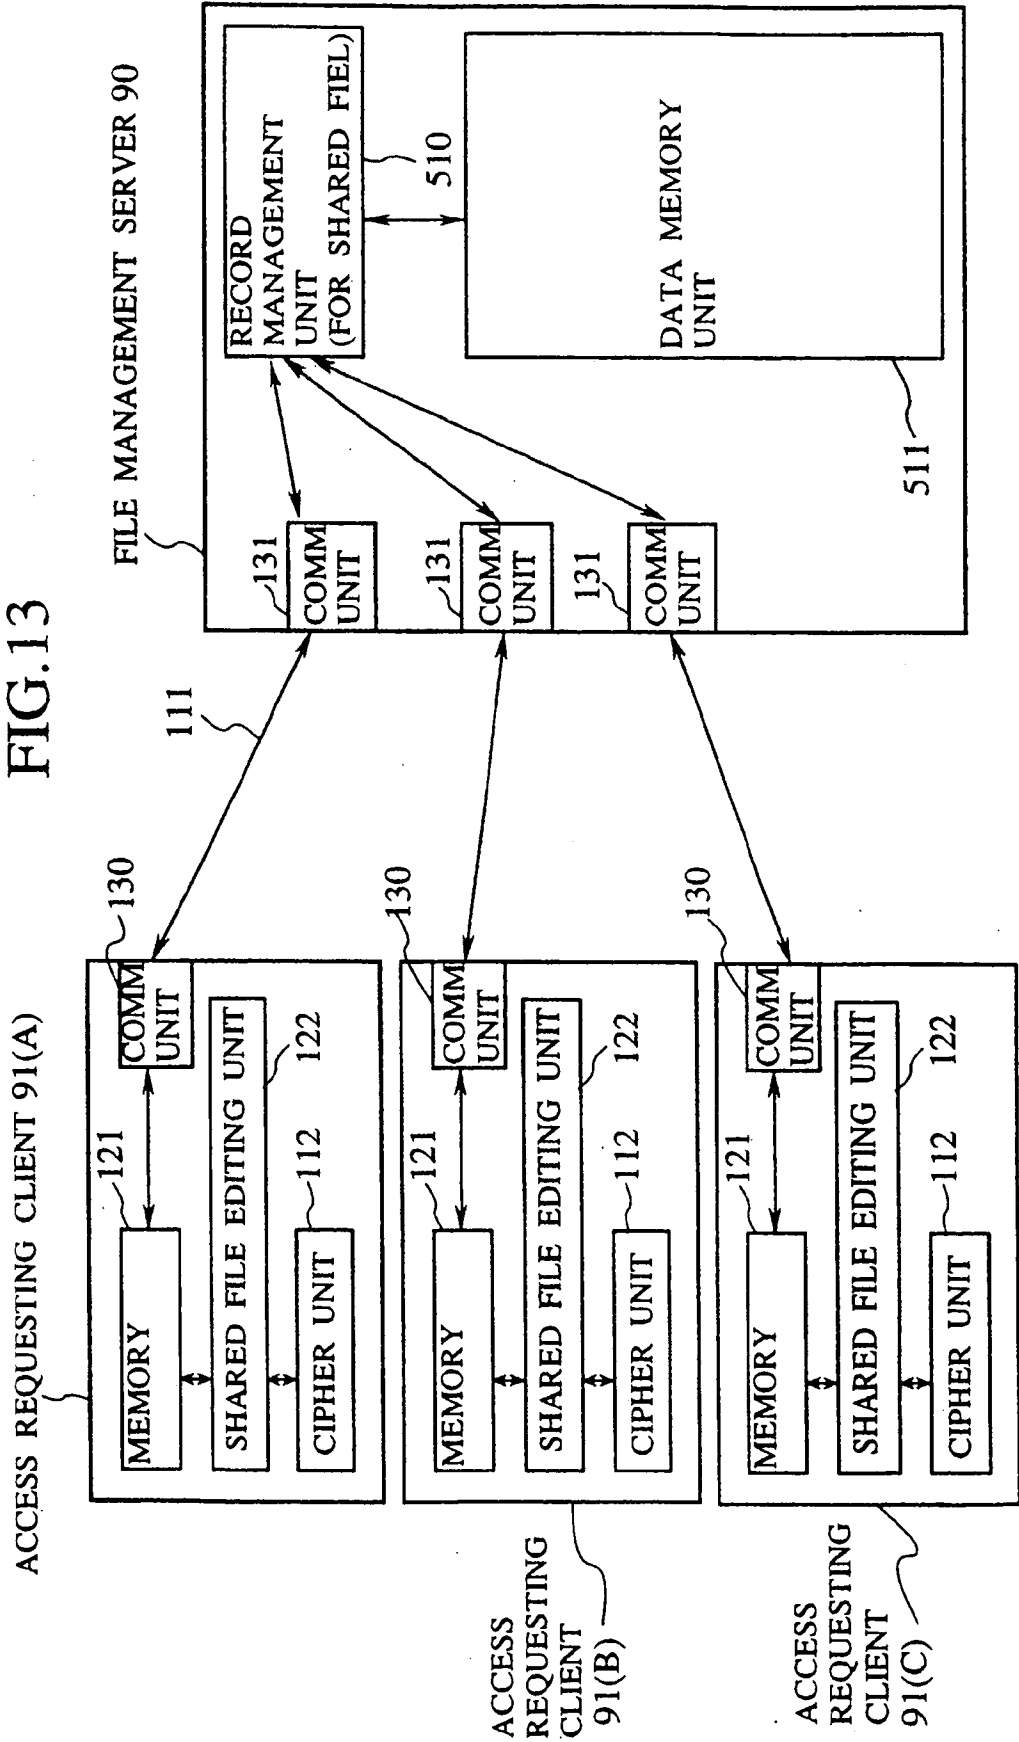 FIG.13
ACCESS REQUESTING CLIENT 91(A)
MEMORY
121
COMM
UNIT
130
SHARED FILE EDITING UNIT
122
CIPHER UNIT
112
111
ACCESS
REQUESTING
CLIENT
91(B)
MEMORY
121
COMM
UNIT
130
SHARED FILE EDITING UNIT
122
CIPHER UNIT
112
ACCESS
REQUESTING
CLIENT
91(C)
MEMORY
121
COMM
UNIT
130
SHARED FILE EDITING UNIT
122
CIPHER UNIT
112
FILE MANAGEMENT SERVER 90
131
COMM
UNIT
131
COMM
UNIT
131
COMM
UNIT
RECORD
MANAGEMENT
UNIT
(FOR SHARED FIEL)
510
DATA MEMORY
UNIT
511